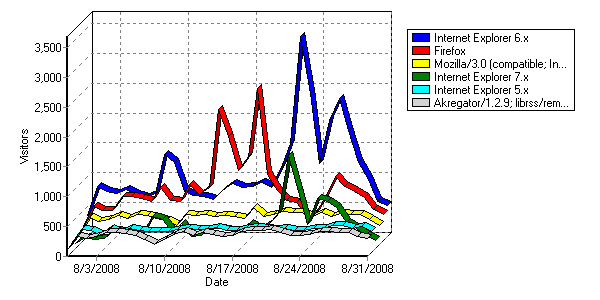 3,500
3,000
2,500
2,000
1,500
1,000
500
0
Visitors
8/3/2008 8/10/2008 8/17/2008 8/24/2008 8/31/2008
Date
Internet Explorer 6.x
Firefox
Mozilla/3.0 (compatible; In...
Internet Explorer 7.x
Internet Explorer 5.x
Akregator/1.2.9; librss/rem...